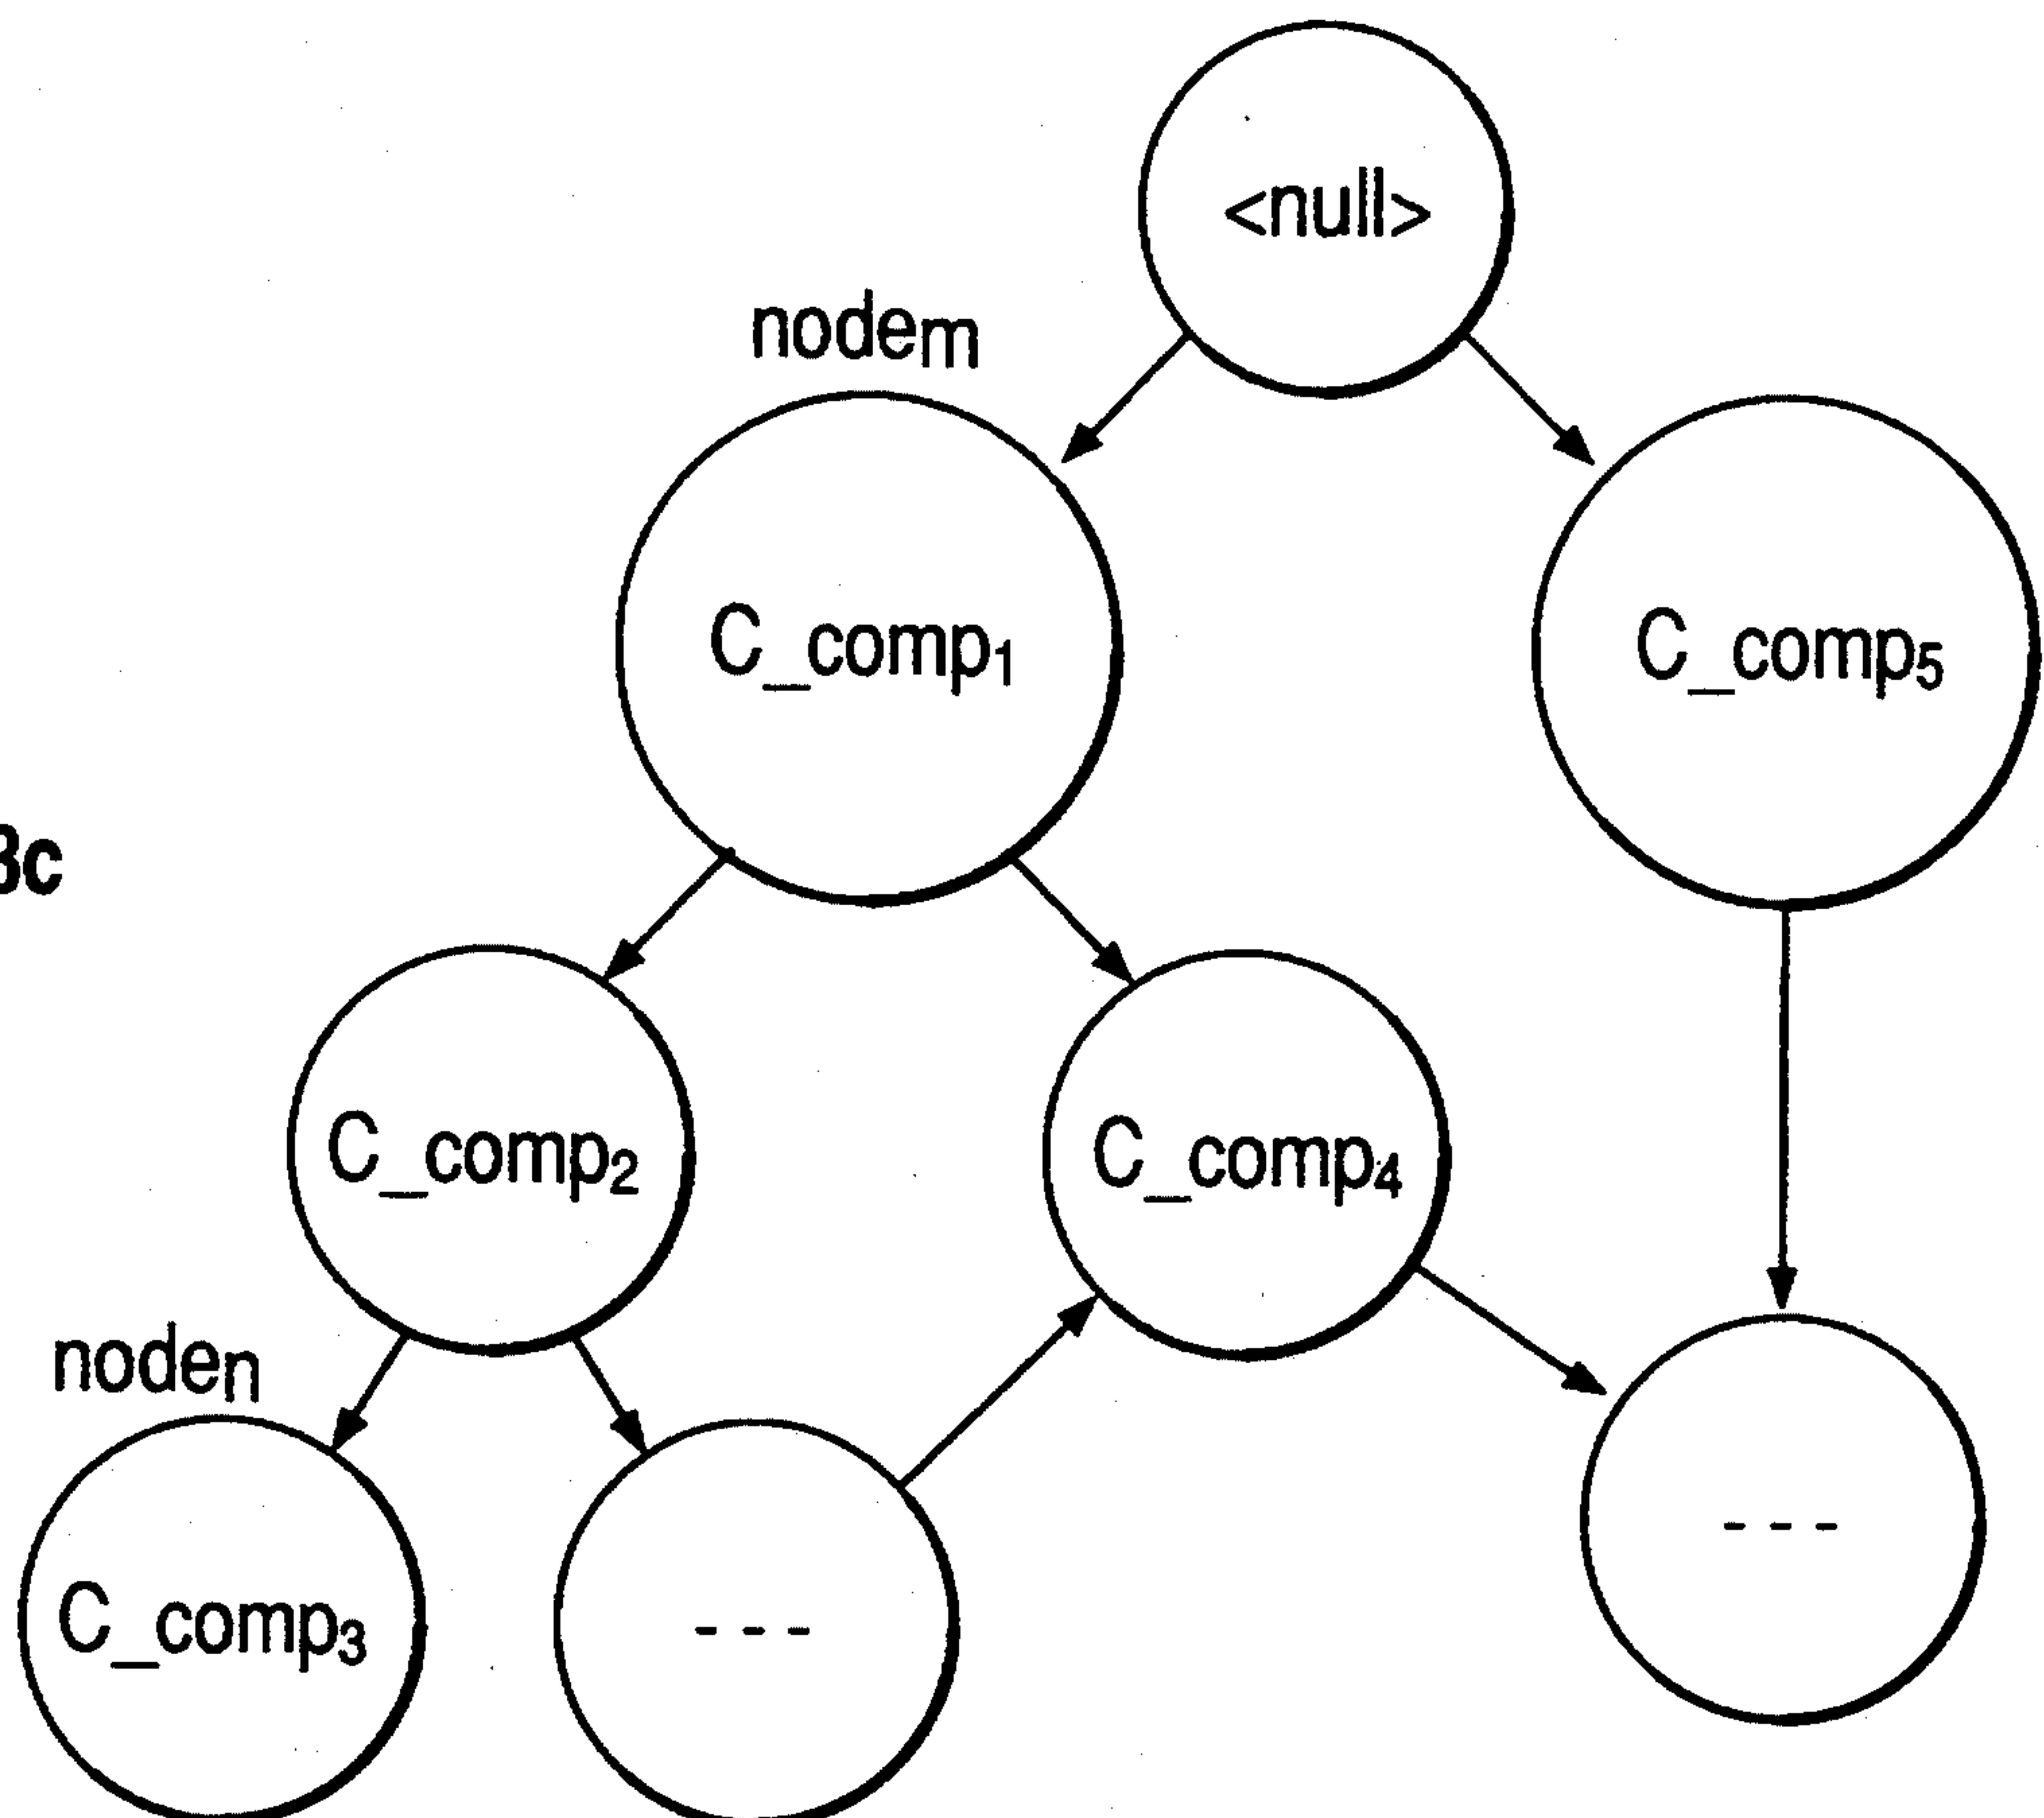 <null>
nodem
C_comp1
C_comp5
3c
C_comp2
C_comp4
noden
C_comp3
- - -
- - -